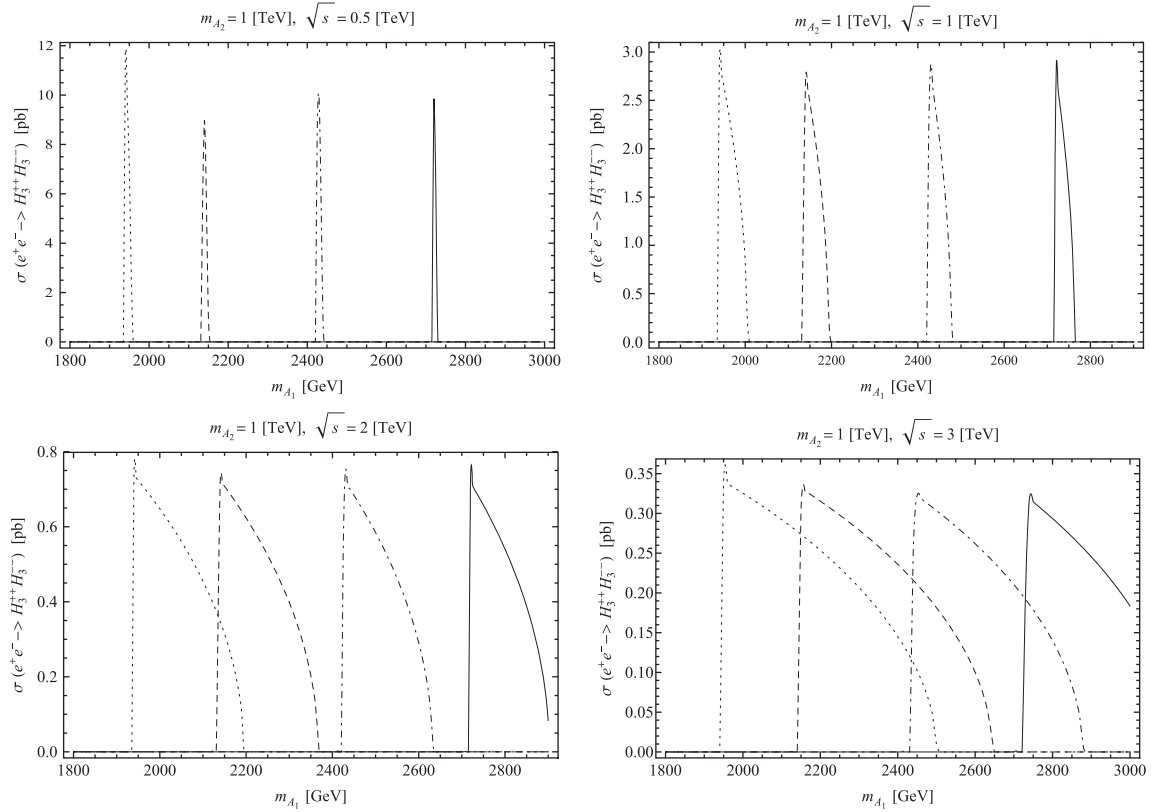 m_{A_2} = 1 [TeV], √s = 0.5 [TeV]
σ (e⁺e⁻ −> H₃⁺⁺H₃⁻⁻) [pb]
12
10
8
6
4
2
0
1800 2000 2200 2400 2600 2800 3000
m_{A_1} [GeV]
m_{A_2} = 1 [TeV], √s = 1 [TeV]
σ (e⁺e⁻ −> H₃⁺⁺H₃⁻⁻) [pb]
3.0
2.5
2.0
1.5
1.0
0.5
0.0
1800 2000 2200 2400 2600 2800
m_{A_1} [GeV]
m_{A_2} = 1 [TeV], √s = 2 [TeV]
σ (e⁺e⁻ −> H₃⁺⁺H₃⁻⁻) [pb]
0.8
0.6
0.4
0.2
0.0
1800 2000 2200 2400 2600 2800
m_{A_1} [GeV]
m_{A_2} = 1 [TeV], √s = 3 [TeV]
σ (e⁺e⁻ −> H₃⁺⁺H₃⁻⁻) [pb]
0.35
0.30
0.25
0.20
0.15
0.10
0.05
0.00
1800 2000 2200 2400 2600 2800 3000
m_{A_1} [GeV]